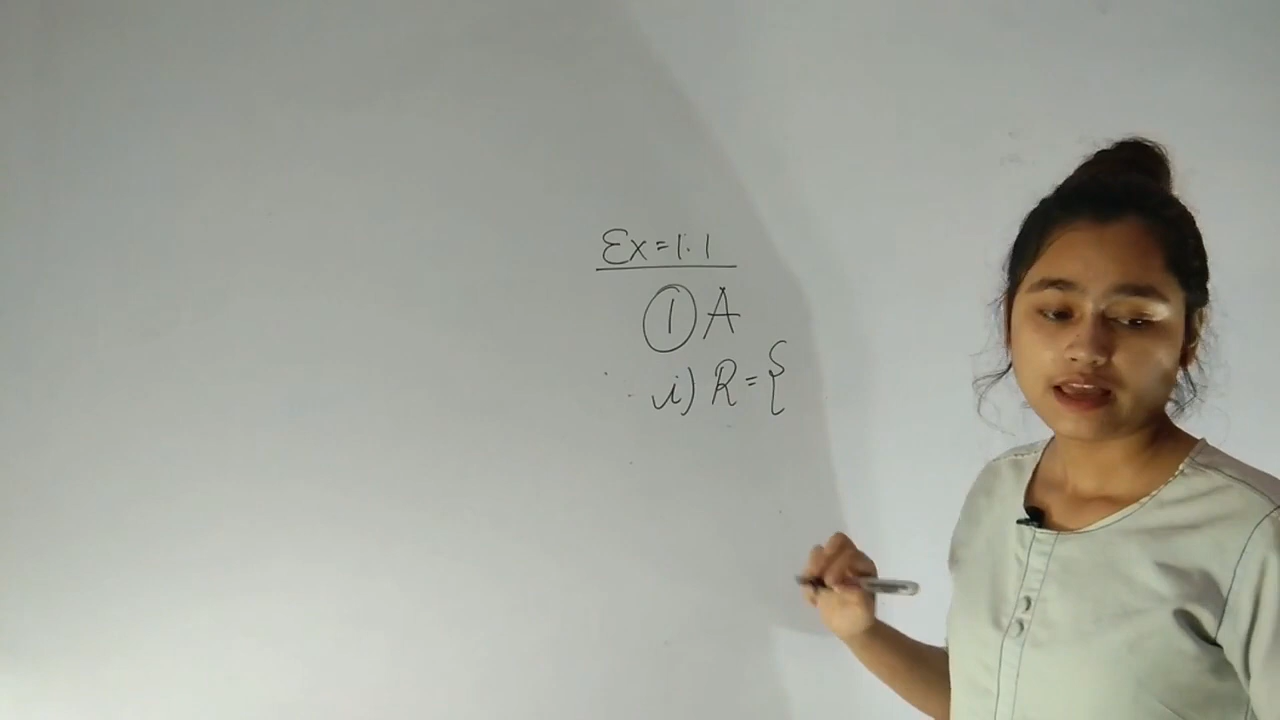 Ex = 1.1
① A
i) R = {